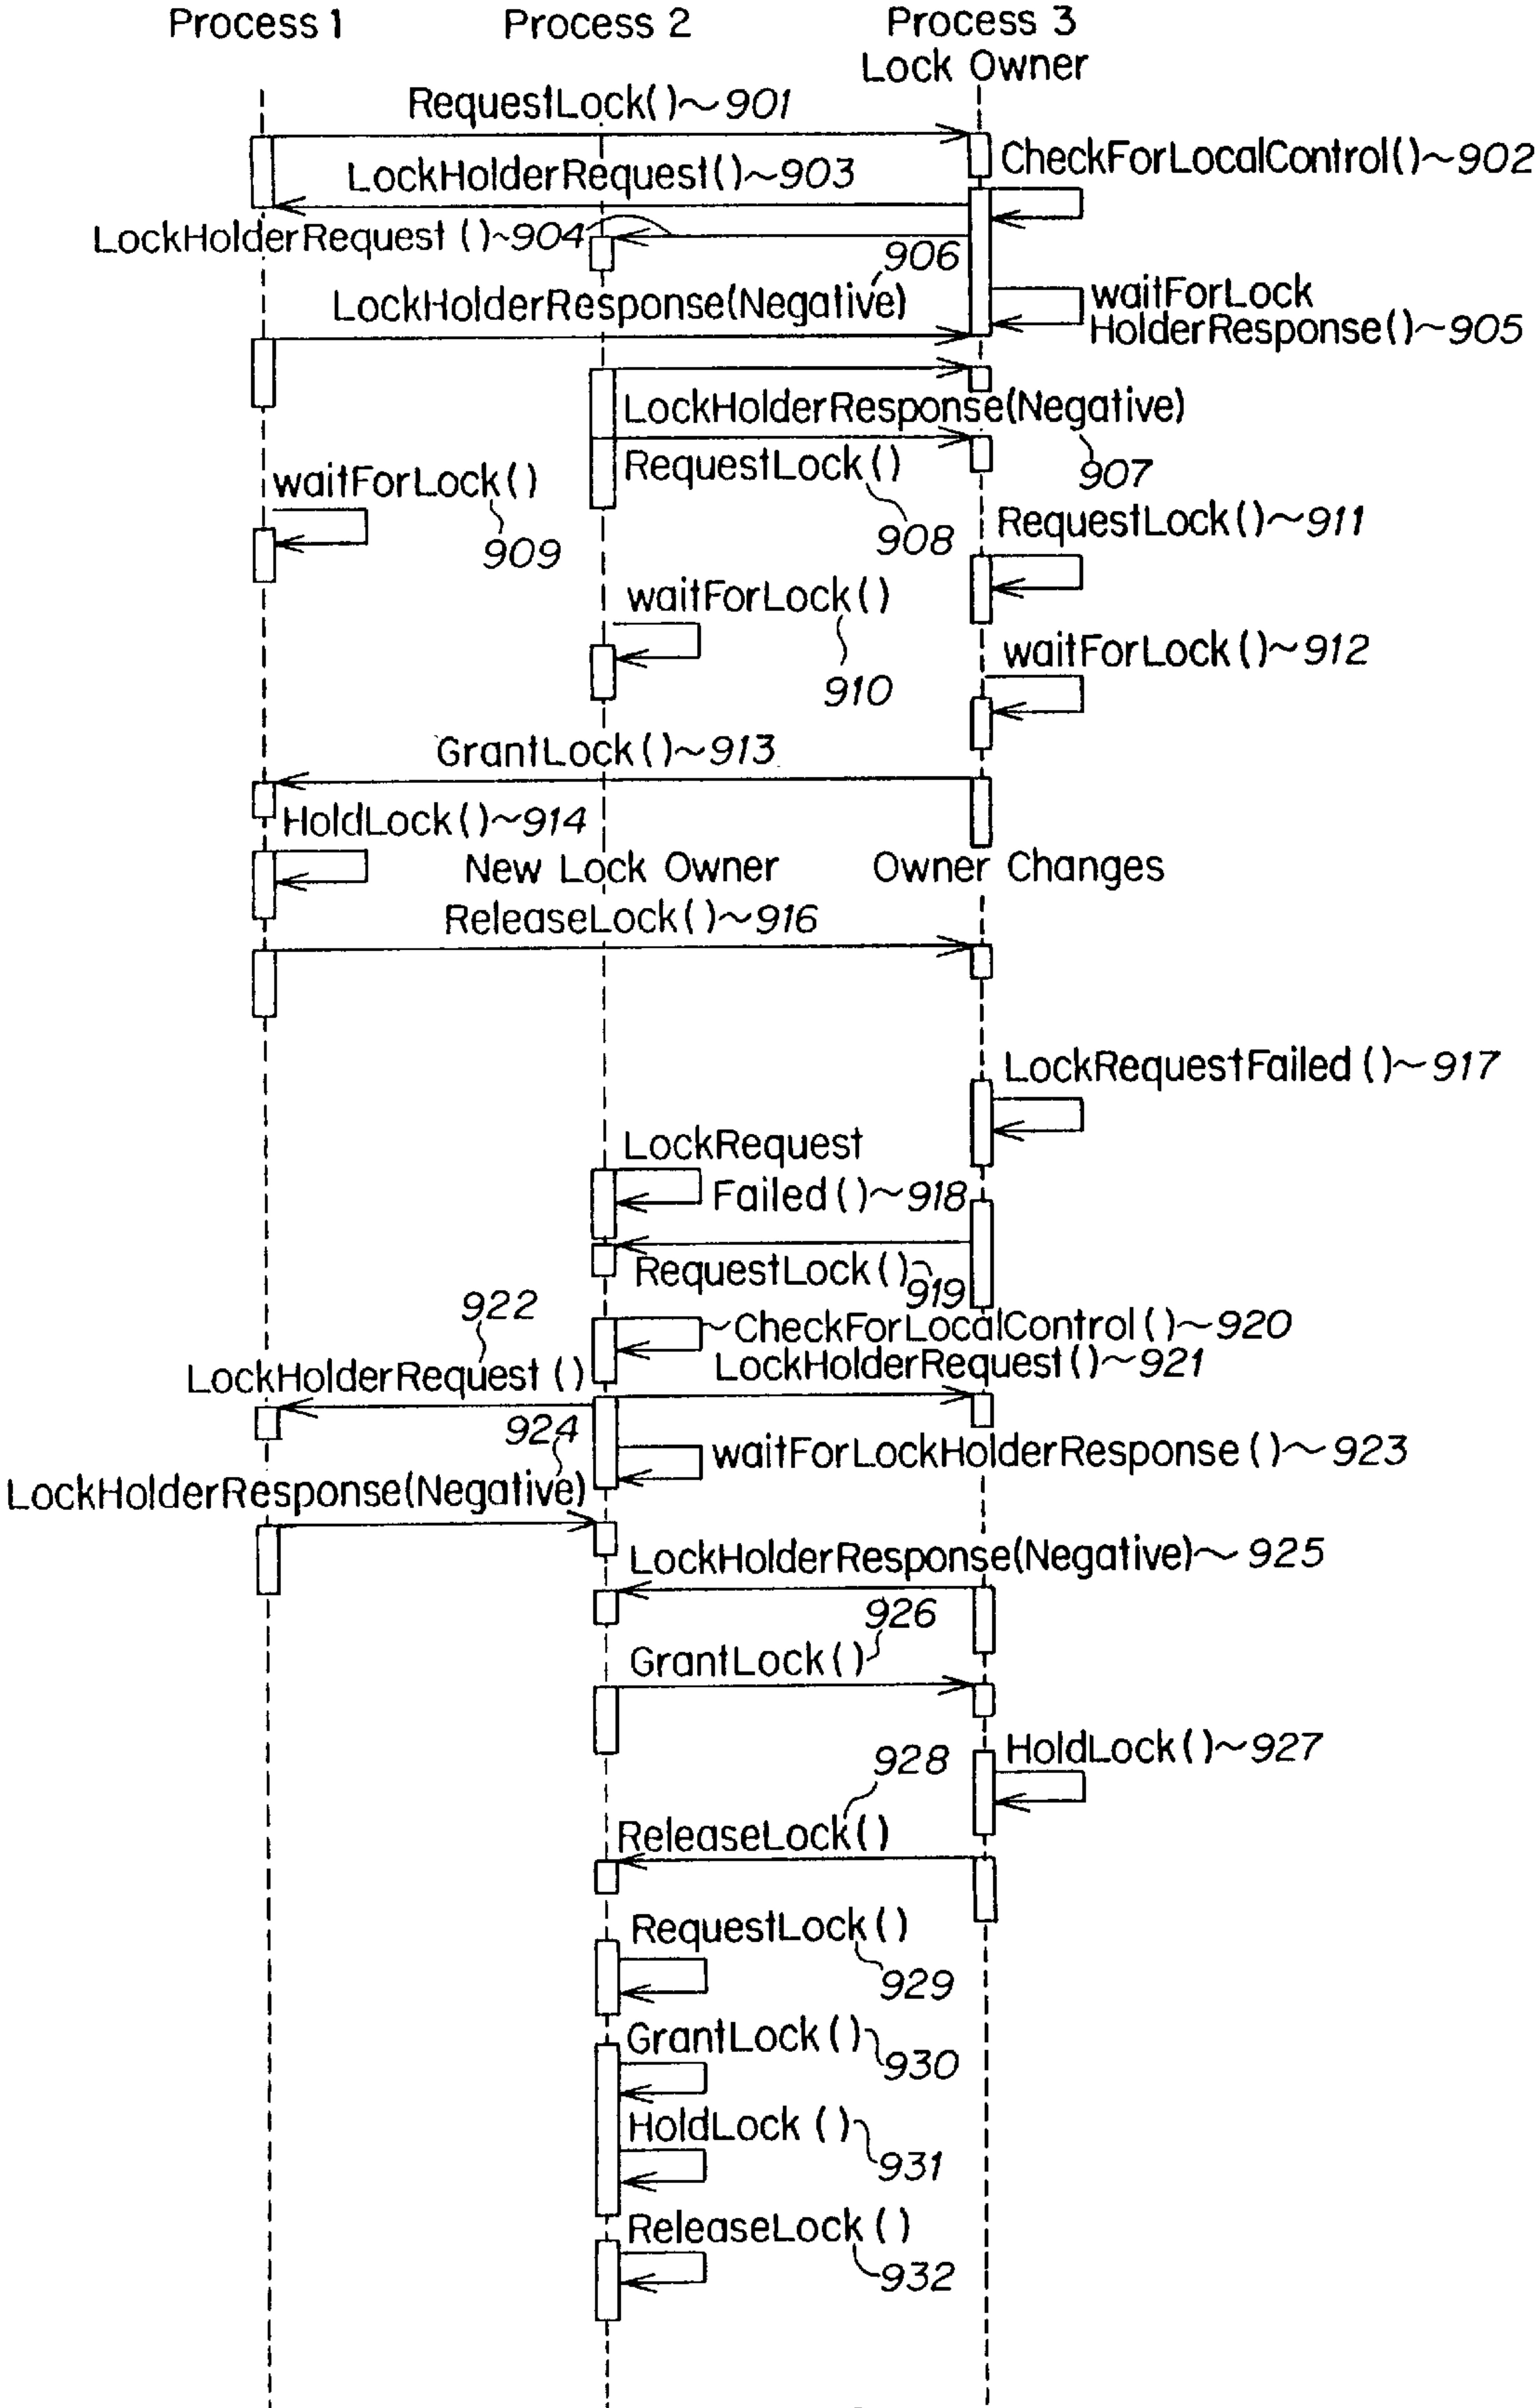 Process 1
Process 2
Process 3
Lock Owner
RequestLock()~901
CheckForLocalControl()~902
LockHolderRequest()~903
LockHolderRequest ()~904
906
LockHolderResponse(Negative)
waitForLock
HolderResponse()~905
LockHolderResponse(Negative)
907
RequestLock()
908
waitForLock()
909
RequestLock()~911
waitForLock()
910
waitForLock()~912
GrantLock()~913
HoldLock()~914
New Lock Owner
Owner Changes
ReleaseLock()~916
LockRequestFailed ()~917
LockRequest
Failed ()~918
RequestLock()~
919
922
CheckForLocalControl ()~920
LockHolderRequest ()
LockHolderRequest()~921
924
waitForLockHolderResponse ()~923
LockHolderResponse(Negative)
LockHolderResponse(Negative)~925
926
GrantLock()
HoldLock()~927
928
ReleaseLock()
RequestLock()
929
GrantLock ()
930
HoldLock ()
931
ReleaseLock ()
932